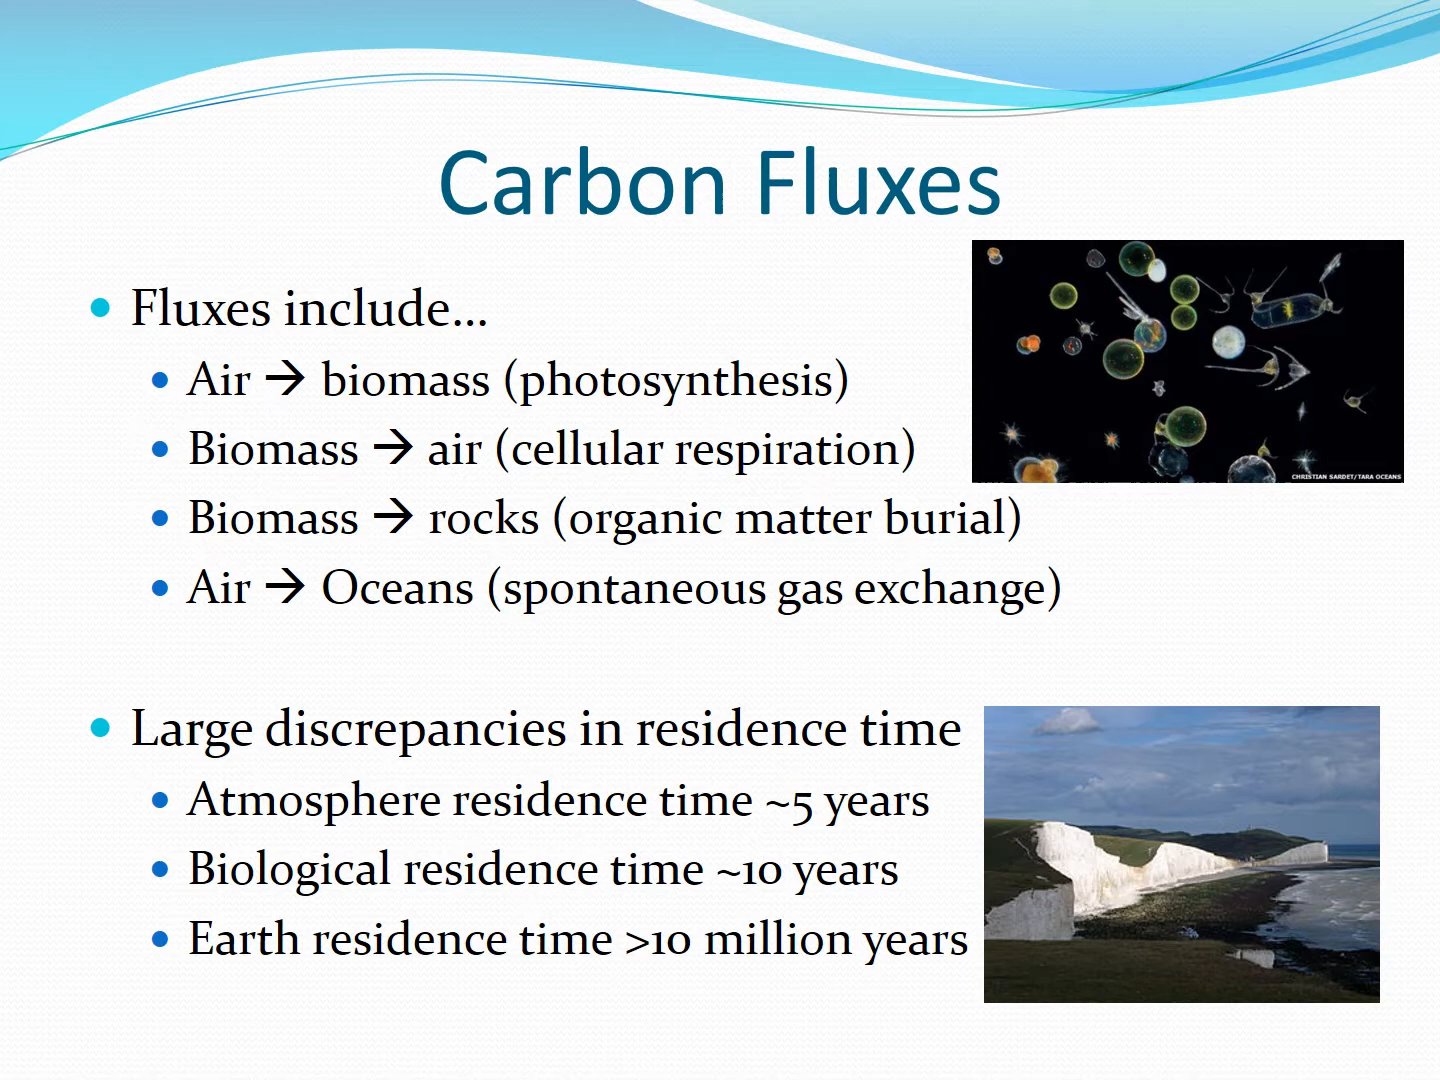 Carbon Fluxes
• Fluxes include...
• Air → biomass (photosynthesis)
CHRISTIAN SARDET/TARA OCEANS
• Biomass → air (cellular respiration)
• Biomass → rocks (organic matter burial)
• Air → Oceans (spontaneous gas exchange)
• Large discrepancies in residence time
• Atmosphere residence time ~5 years
• Biological residence time ~10 years
• Earth residence time >10 million years